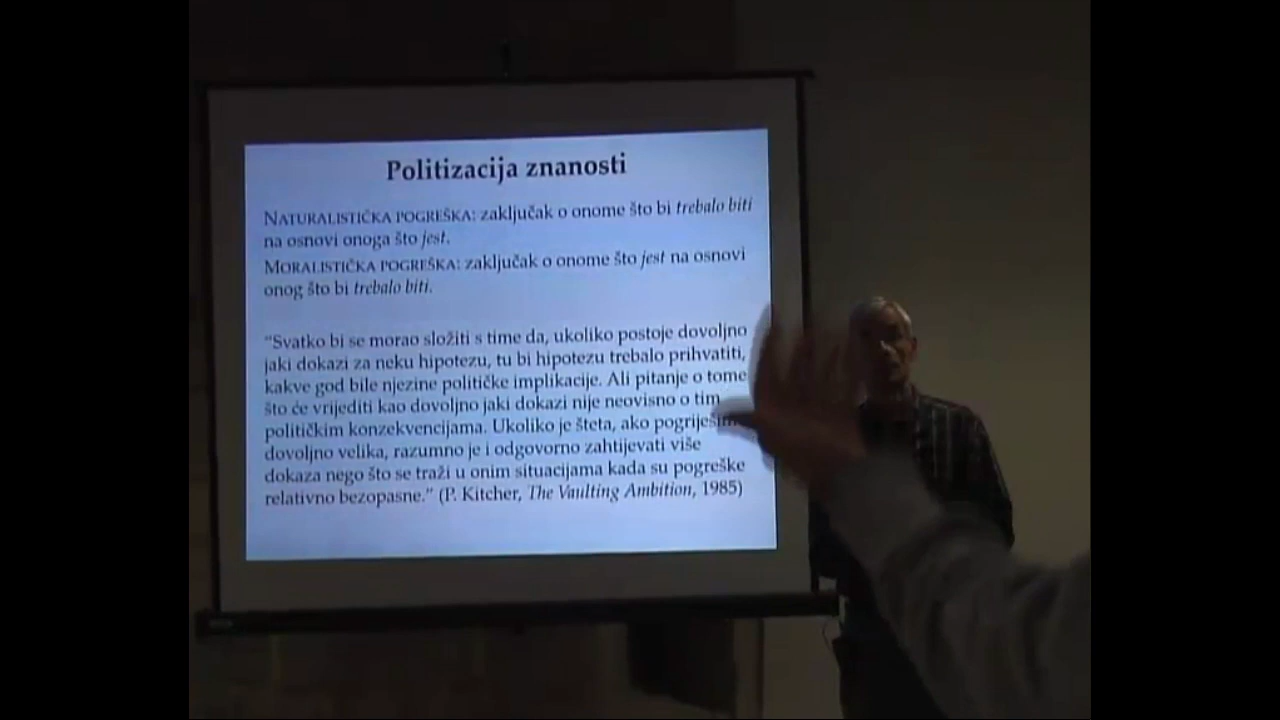 Politizacija znanosti
NATURALISTIČKA POGREŠKA: zaključak o onome što bi trebalo biti
na osnovi onoga što jest.
MORALISTIČKA POGREŠKA: zaključak o onome što jest na osnovi
onog što bi trebalo biti.
“Svatko bi se morao složiti s time da, ukoliko postoje dovoljno
jaki dokazi za neku hipotezu, tu bi hipotezu trebalo prihvatiti,
kakve god bile njezine političke implikacije. Ali pitanje o tome
što će vrijediti kao dovoljno jaki dokazi nije neovisno o tim
političkim konzekvencijama. Ukoliko je šteta, ako pogriješimo
dovoljno velika, razumno je i odgovorno zahtijevati više
dokaza nego što se traži u onim situacijama kada su pogreške
relativno bezopasne.” (P. Kitcher, The Vaulting Ambition, 1985)